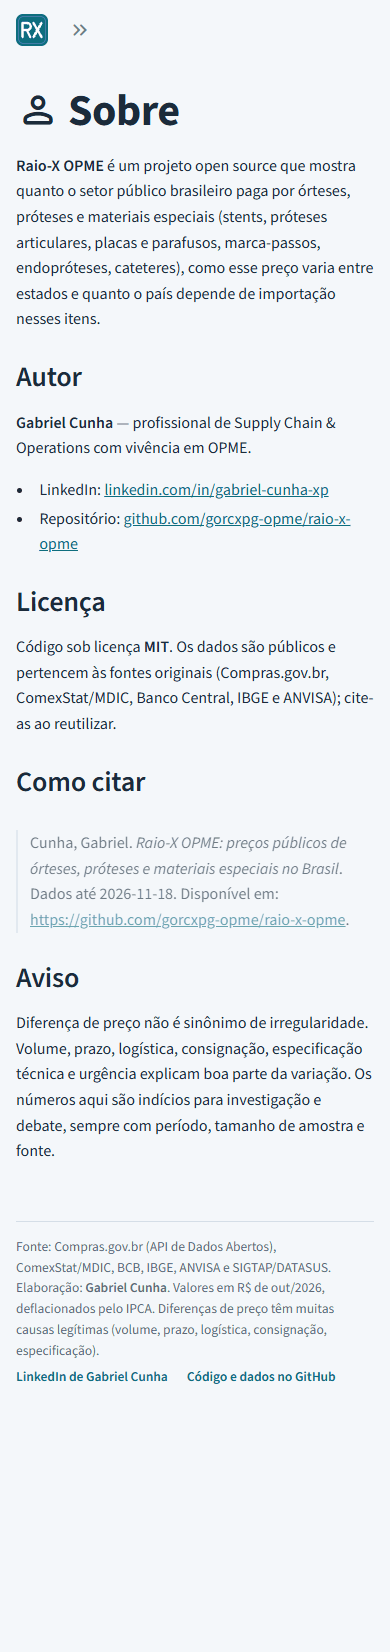 RX
Sobre
Raio-X OPME é um projeto open source que mostra
quanto o setor público brasileiro paga por órteses,
próteses e materiais especiais (stents, próteses
articulares, placas e parafusos, marca-passos,
endopróteses, cateteres), como esse preço varia entre
estados e quanto o país depende de importação
nesses itens.
Autor
Gabriel Cunha — profissional de Supply Chain &
Operations com vivência em OPME.
• LinkedIn: linkedin.com/in/gabriel-cunha-xp
• Repositório: github.com/gorcxpg-opme/raio-x-
opme
Licença
Código sob licença MIT. Os dados são públicos e
pertencem às fontes originais (Compras.gov.br,
ComexStat/MDIC, Banco Central, IBGE e ANVISA); cite-
as ao reutilizar.
Como citar
Cunha, Gabriel. Raio-X OPME: preços públicos de
órteses, próteses e materiais especiais no Brasil.
Dados até 2026-11-18. Disponível em:
https://github.com/gorcxpg-opme/raio-x-opme.
Aviso
Diferença de preço não é sinônimo de irregularidade.
Volume, prazo, logística, consignação, especificação
técnica e urgência explicam boa parte da variação. Os
números aqui são indícios para investigação e
debate, sempre com período, tamanho de amostra e
fonte.
Fonte: Compras.gov.br (API de Dados Abertos),
ComexStat/MDIC, BCB, IBGE, ANVISA e SIGTAP/DATASUS.
Elaboração: Gabriel Cunha. Valores em R$ de out/2026,
deflacionados pelo IPCA. Diferenças de preço têm muitas
causas legítimas (volume, prazo, logística, consignação,
especificação).
LinkedIn de Gabriel Cunha Código e dados no GitHub